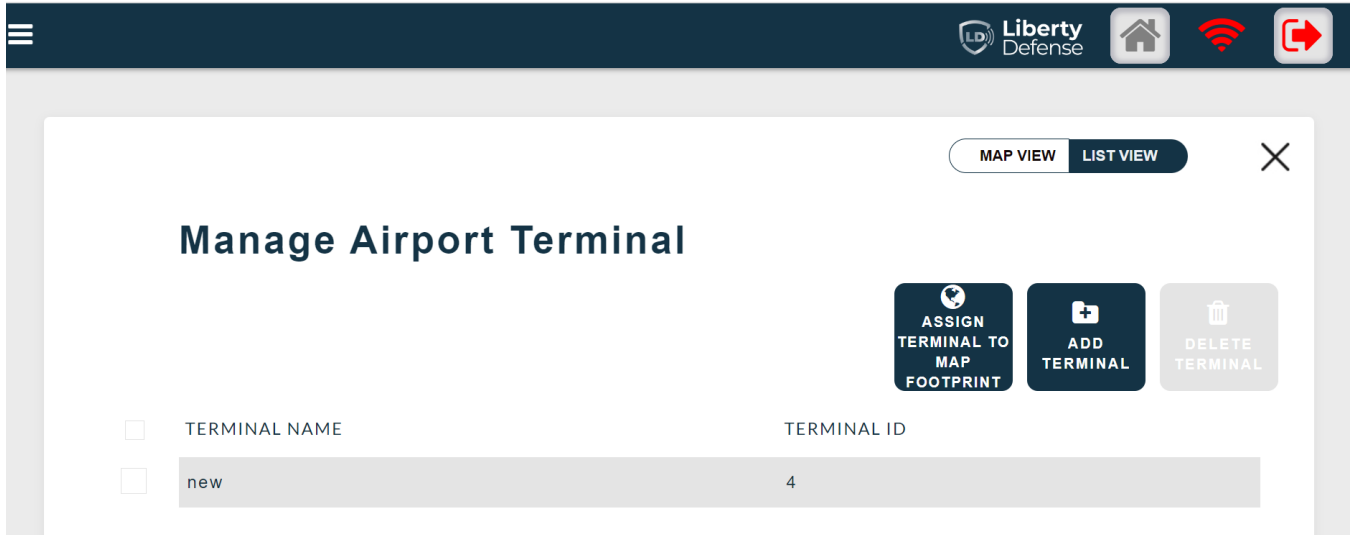 LD Liberty
Defense
MAP VIEW LIST VIEW
Manage Airport Terminal
ASSIGN
TERMINAL TO
MAP
FOOTPRINT
ADD
TERMINAL
DELETE
TERMINAL
TERMINAL NAME TERMINAL ID
new 4